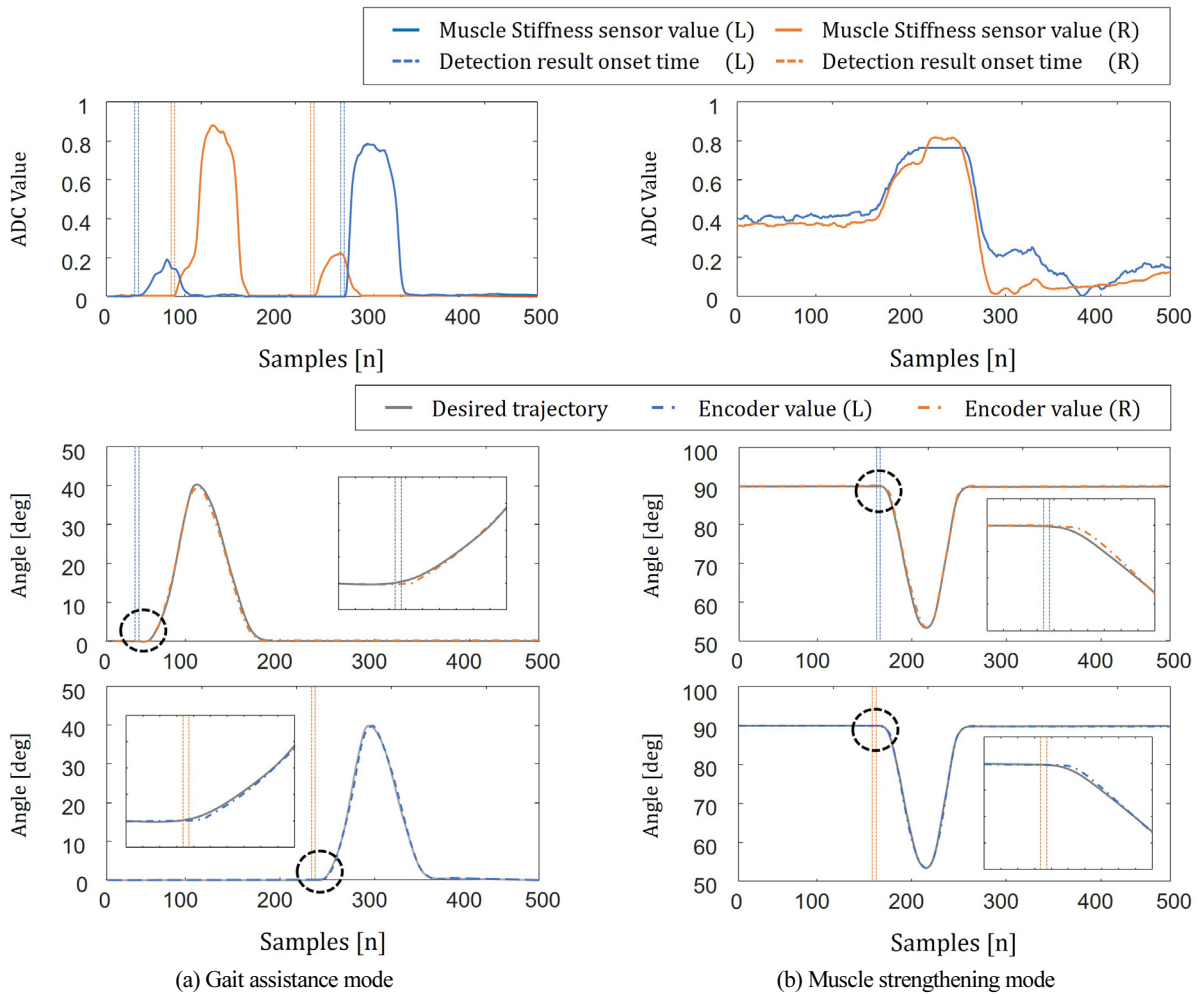 Muscle Stiffness sensor value (L) Muscle Stiffness sensor value (R)
Detection result onset time (L) Detection result onset time (R)
1
0.8
0.6
0.4
0.2
0
ADC Value
0 100 200 300 400 500
Samples [n]
1
0.8
0.6
0.4
0.2
0
ADC Value
0 100 200 300 400 500
Samples [n]
Desired trajectory Encoder value (L) Encoder value (R)
50
40
30
20
10
0
Angle [deg]
0 100 200 300 400 500
100
90
80
70
60
50
Angle [deg]
0 100 200 300 400 500
50
40
30
20
10
0
Angle [deg]
0 100 200 300 400 500
Samples [n]
(a) Gait assistance mode
100
90
80
70
60
50
Angle [deg]
0 100 200 300 400 500
Samples [n]
(b) Muscle strengthening mode